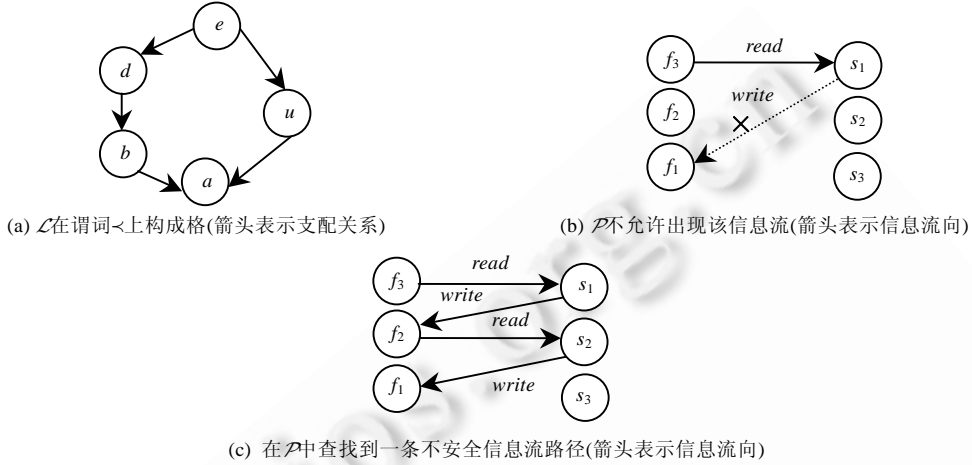 e
d
u
b
a
(a) ℒ在谓词≺上构成格(箭头表示支配关系)
f₃ read s₁
write
f₂ s₂
f₁ s₃
(b) 𝒫不允许出现该信息流(箭头表示信息流向)
f₃ read s₁
write
f₂ read s₂
f₁ write s₃
(c) 在𝒫中查找到一条不安全信息流路径(箭头表示信息流向)